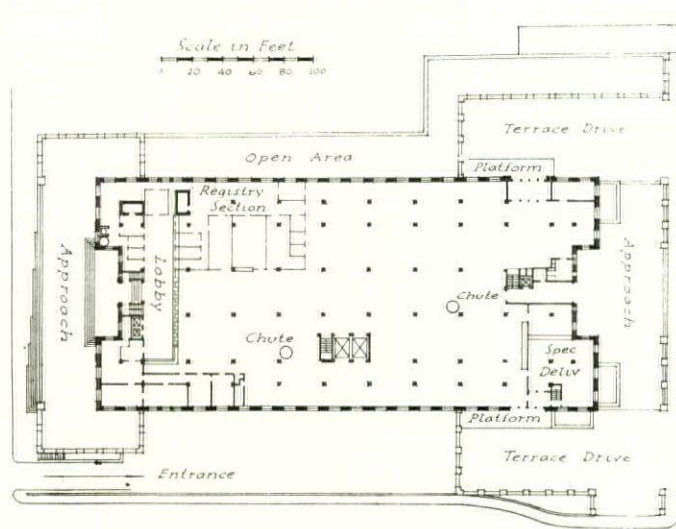 Scale in Feet
0 20 40 60 80 100
Terrace Drive
Open Area
Platform
Registry
Section
Approach
Lobby
Approach
Chute
Chute
Spec
Deliv
Platform
Entrance
Terrace Drive